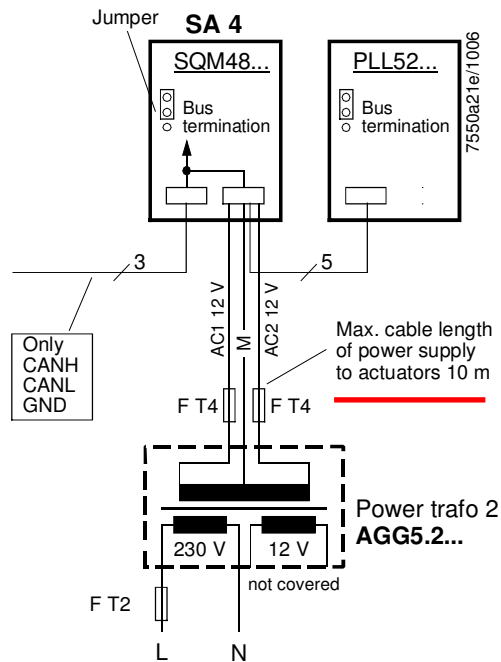 Jumper
SA 4
SQM48...
Bus
termination
PLL52...
Bus
termination
7550a21e/1006
3
5
Only
CANH
CANL
GND
AC1 12 V
M
AC2 12 V
Max. cable length
of power supply
to actuators 10 m
F T4
F T4
Power trafo 2
AGG5.2...
230 V
12 V
not covered
F T2
L
N